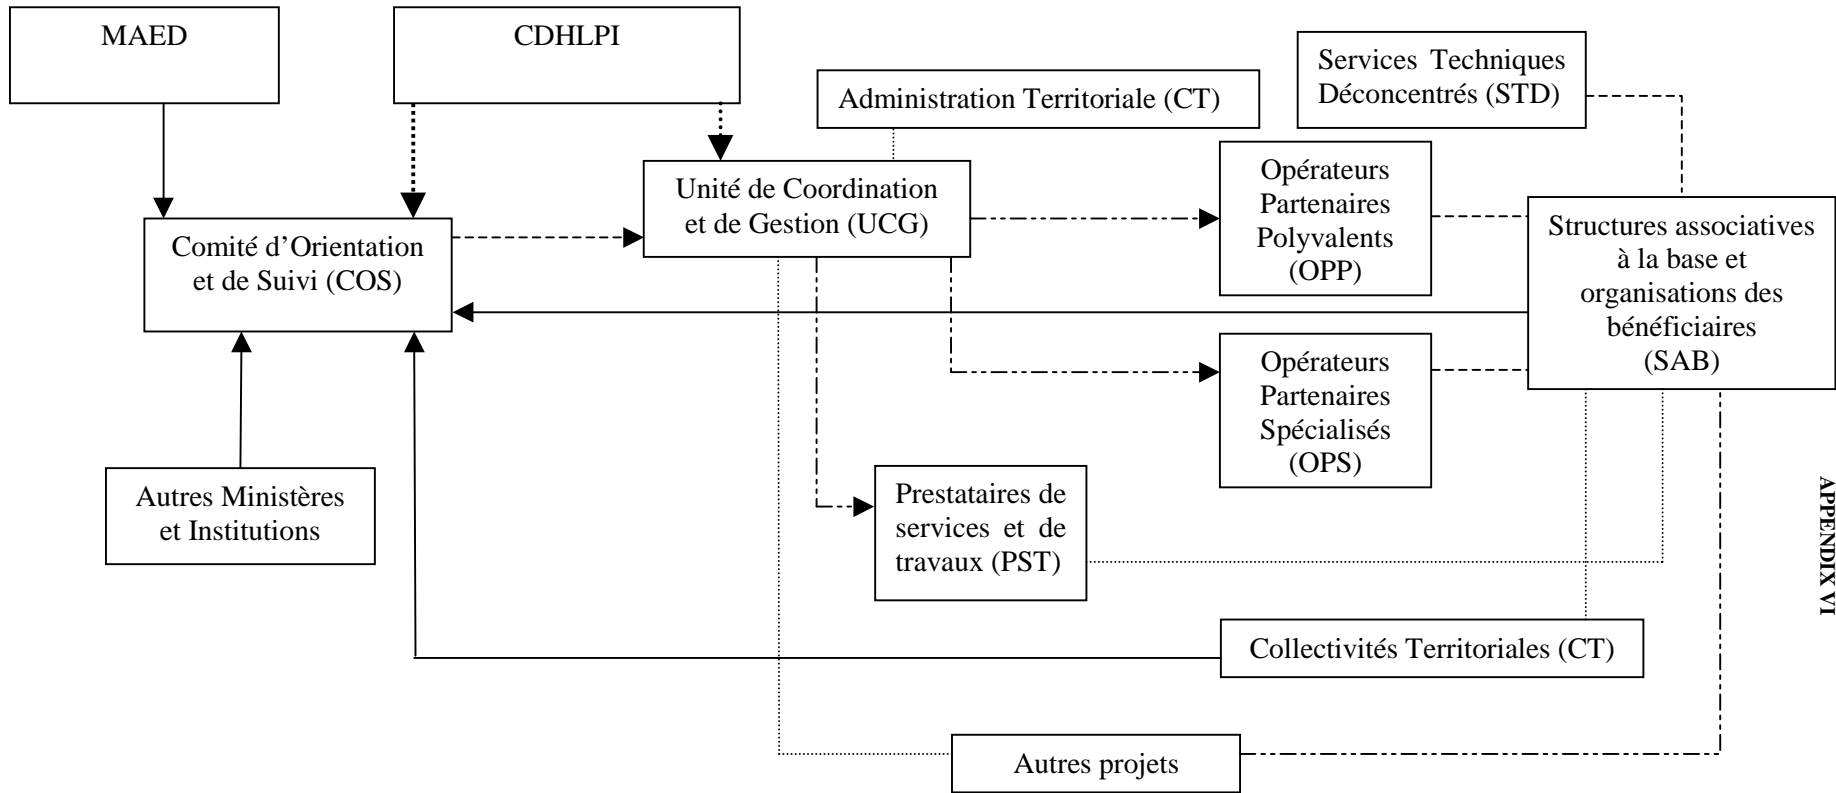 MAED
CDHLPI
Services Techniques
Déconcentrés (STD)
Administration Territoriale (CT)
Unité de Coordination
et de Gestion (UCG)
Opérateurs
Partenaires
Polyvalents
(OPP)
Comité d’Orientation
et de Suivi (COS)
Structures associatives
à la base et
organisations des
bénéficiaires
(SAB)
Opérateurs
Partenaires
Spécialisés
(OPS)
Autres Ministères
et Institutions
Prestataires de
services et de
travaux (PST)
Collectivités Territoriales (CT)
Autres projets
APPENDIX VI